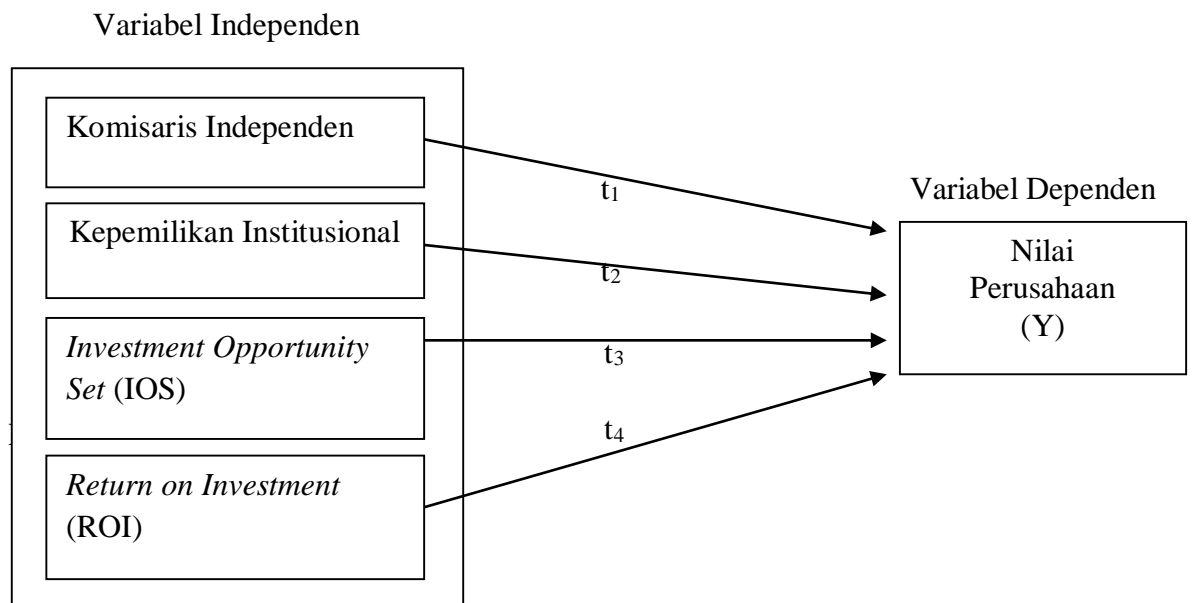 Variabel Independen
Komisaris Independen
t₁
Variabel Dependen
Kepemilikan Institusional
t₂
Nilai
Perusahaan
(Y)
Investment Opportunity
Set (IOS)
t₃
t₄
Return on Investment
(ROI)